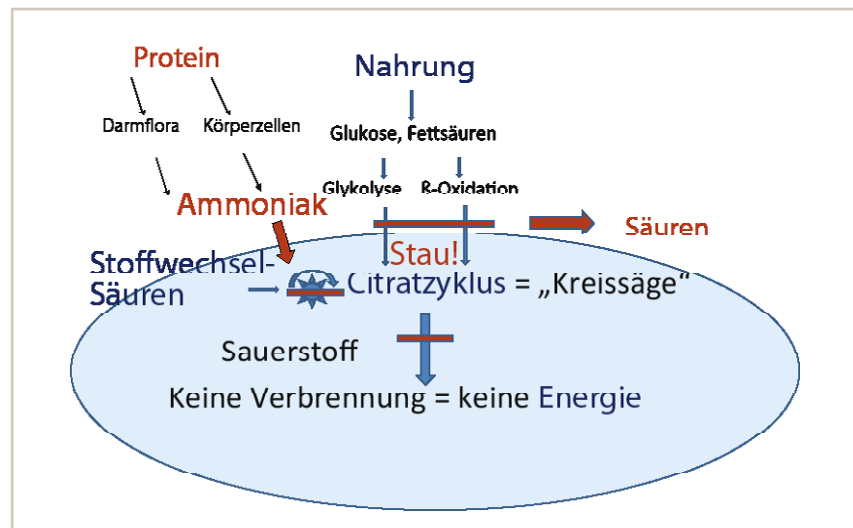 Protein
Nahrung
Darmflora
Körperzellen
Glukose, Fettsäuren
Glykolyse
ß-Oxidation
Ammoniak
Säuren
Stau!
Stoffwechsel-
Säuren
Citratzyklus = „Kreissäge“
Sauerstoff
Keine Verbrennung = keine Energie